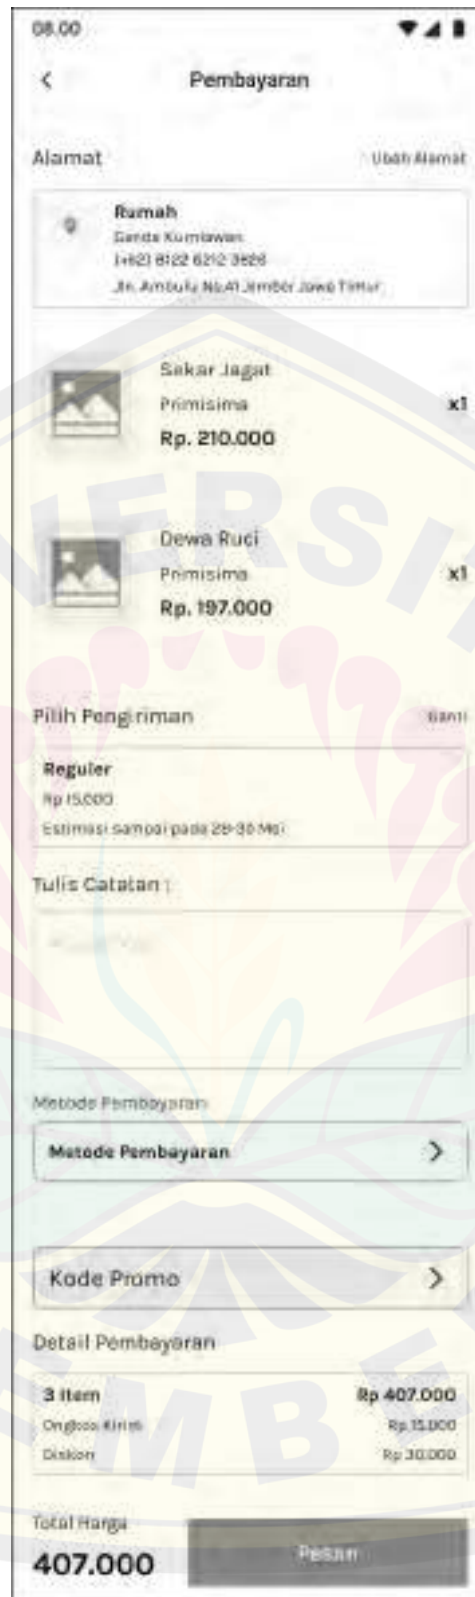 08.00
Pembayaran
Alamat
Ubah Alamat
Rumah
Ganda Kurniawan
(+62) 8122 6212 3826
Jln. Ambulu No.41 Jember Jawa Timur
Sekar Jagat
Primisima
x1
Rp. 210.000
Dewa Ruci
Primisima
x1
Rp. 197.000
Pilih Pengiriman
Ganti
Reguler
Rp 15.000
Estimasi sampai pada 28-30 Mei
Tulis Catatan :
Metode Pembayaran
Metode Pembayaran
Kode Promo
Detail Pembayaran
3 Item
Rp 407.000
Ongkos Kirim
Rp 15.000
Diskon
Rp 30.000
Total Harga
407.000
Pesan